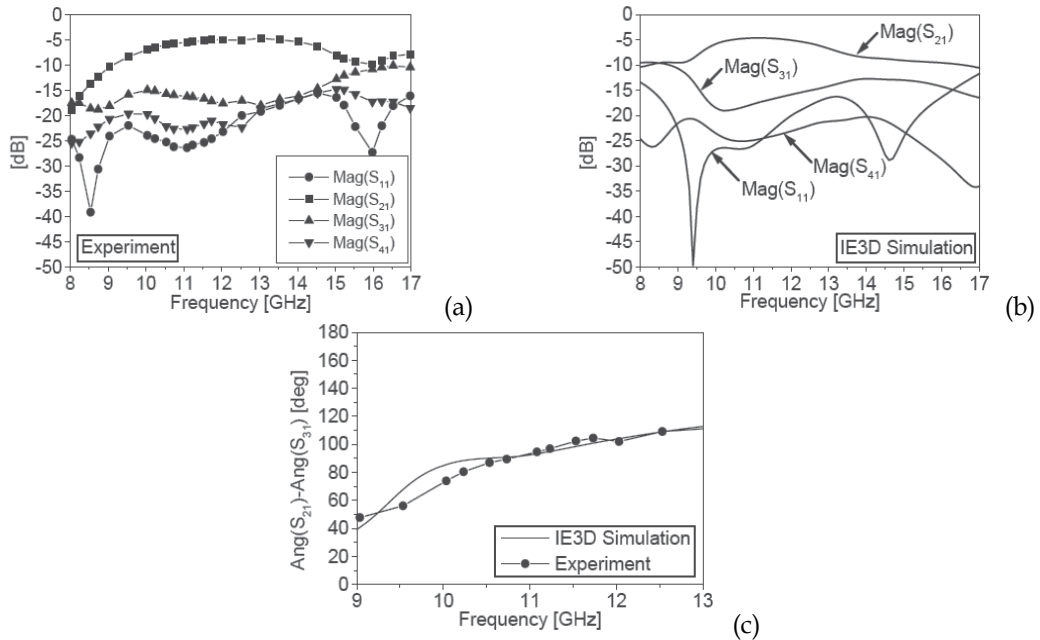 0
-5
-10
-15
-20
-25
-30
-35
-40
-45
-50
[dB]
Experiment
Mag(S11)
Mag(S21)
Mag(S31)
Mag(S41)
8 9 10 11 12 13 14 15 16 17
Frequency [GHz]
(a)
0
-5
-10
-15
-20
-25
-30
-35
-40
-45
-50
[dB]
Mag(S21)
Mag(S31)
Mag(S41)
Mag(S11)
IE3D Simulation
8 9 10 11 12 13 14 15 16 17
Frequency [GHz]
(b)
180
160
140
120
100
80
60
40
20
0
Ang(S21)-Ang(S31) [deg]
IE3D Simulation
Experiment
9 10 11 12 13
Frequency [GHz]
(c)